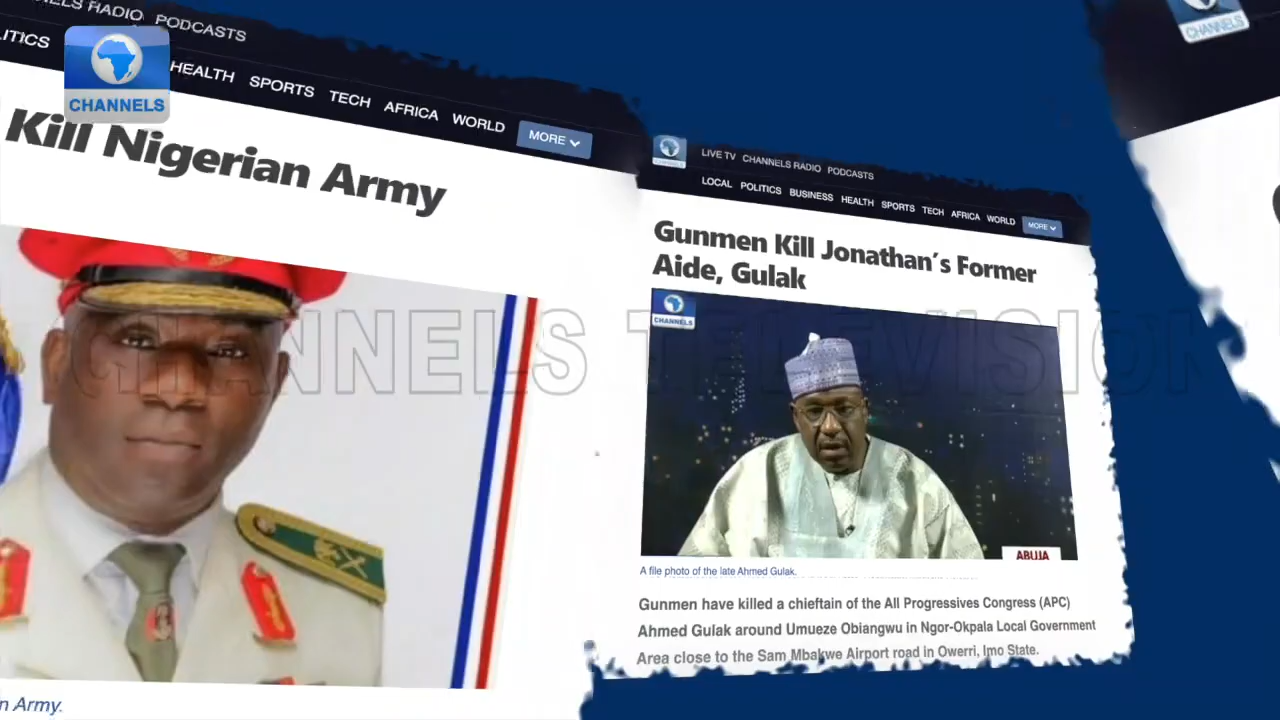 CHANNELS RADIO PODCASTS
CHANNELS
HEALTH SPORTS TECH AFRICA WORLD MORE
Kill Nigerian Army
Army.
LIVE TV CHANNELS RADIO PODCASTS
LOCAL POLITICS BUSINESS HEALTH SPORTS TECH AFRICA WORLD MORE
Gunmen Kill Jonathan's Former
Aide, Gulak
CHANNELS
ABUJA
A file photo of the late Ahmed Gulak.
Gunmen have killed a chieftain of the All Progressives Congress (APC)
Ahmed Gulak around Umueze Obiangwu in Ngor-Okpala Local Government
Area close to the Sam Mbakwe Airport road in Owerri, Imo State.
CHANNELS TELEVISION
CHANNELS